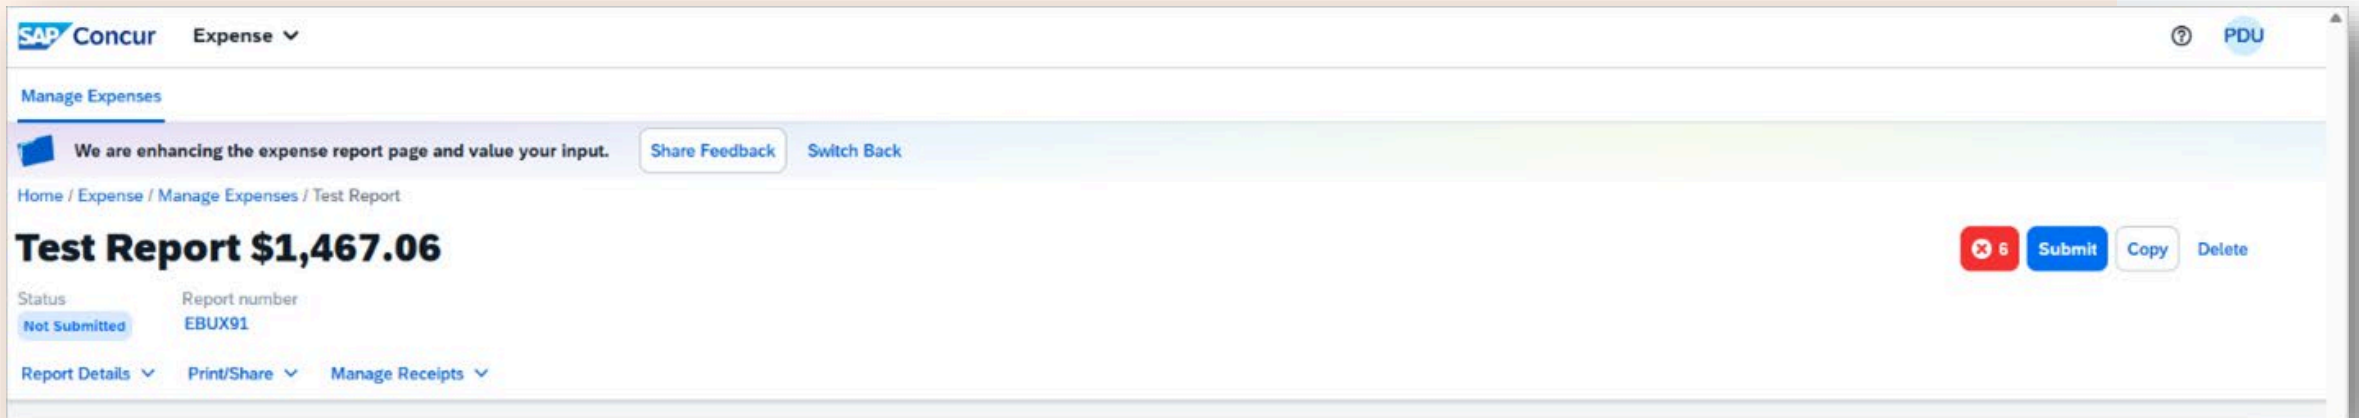 SAP Concur Expense PDU
Manage Expenses
We are enhancing the expense report page and value your input. Share Feedback Switch Back
Home / Expense / Manage Expenses / Test Report
Test Report $1,467.06 6 Submit Copy Delete
Status Report number
Not Submitted EBUX91
Report Details Print/Share Manage Receipts